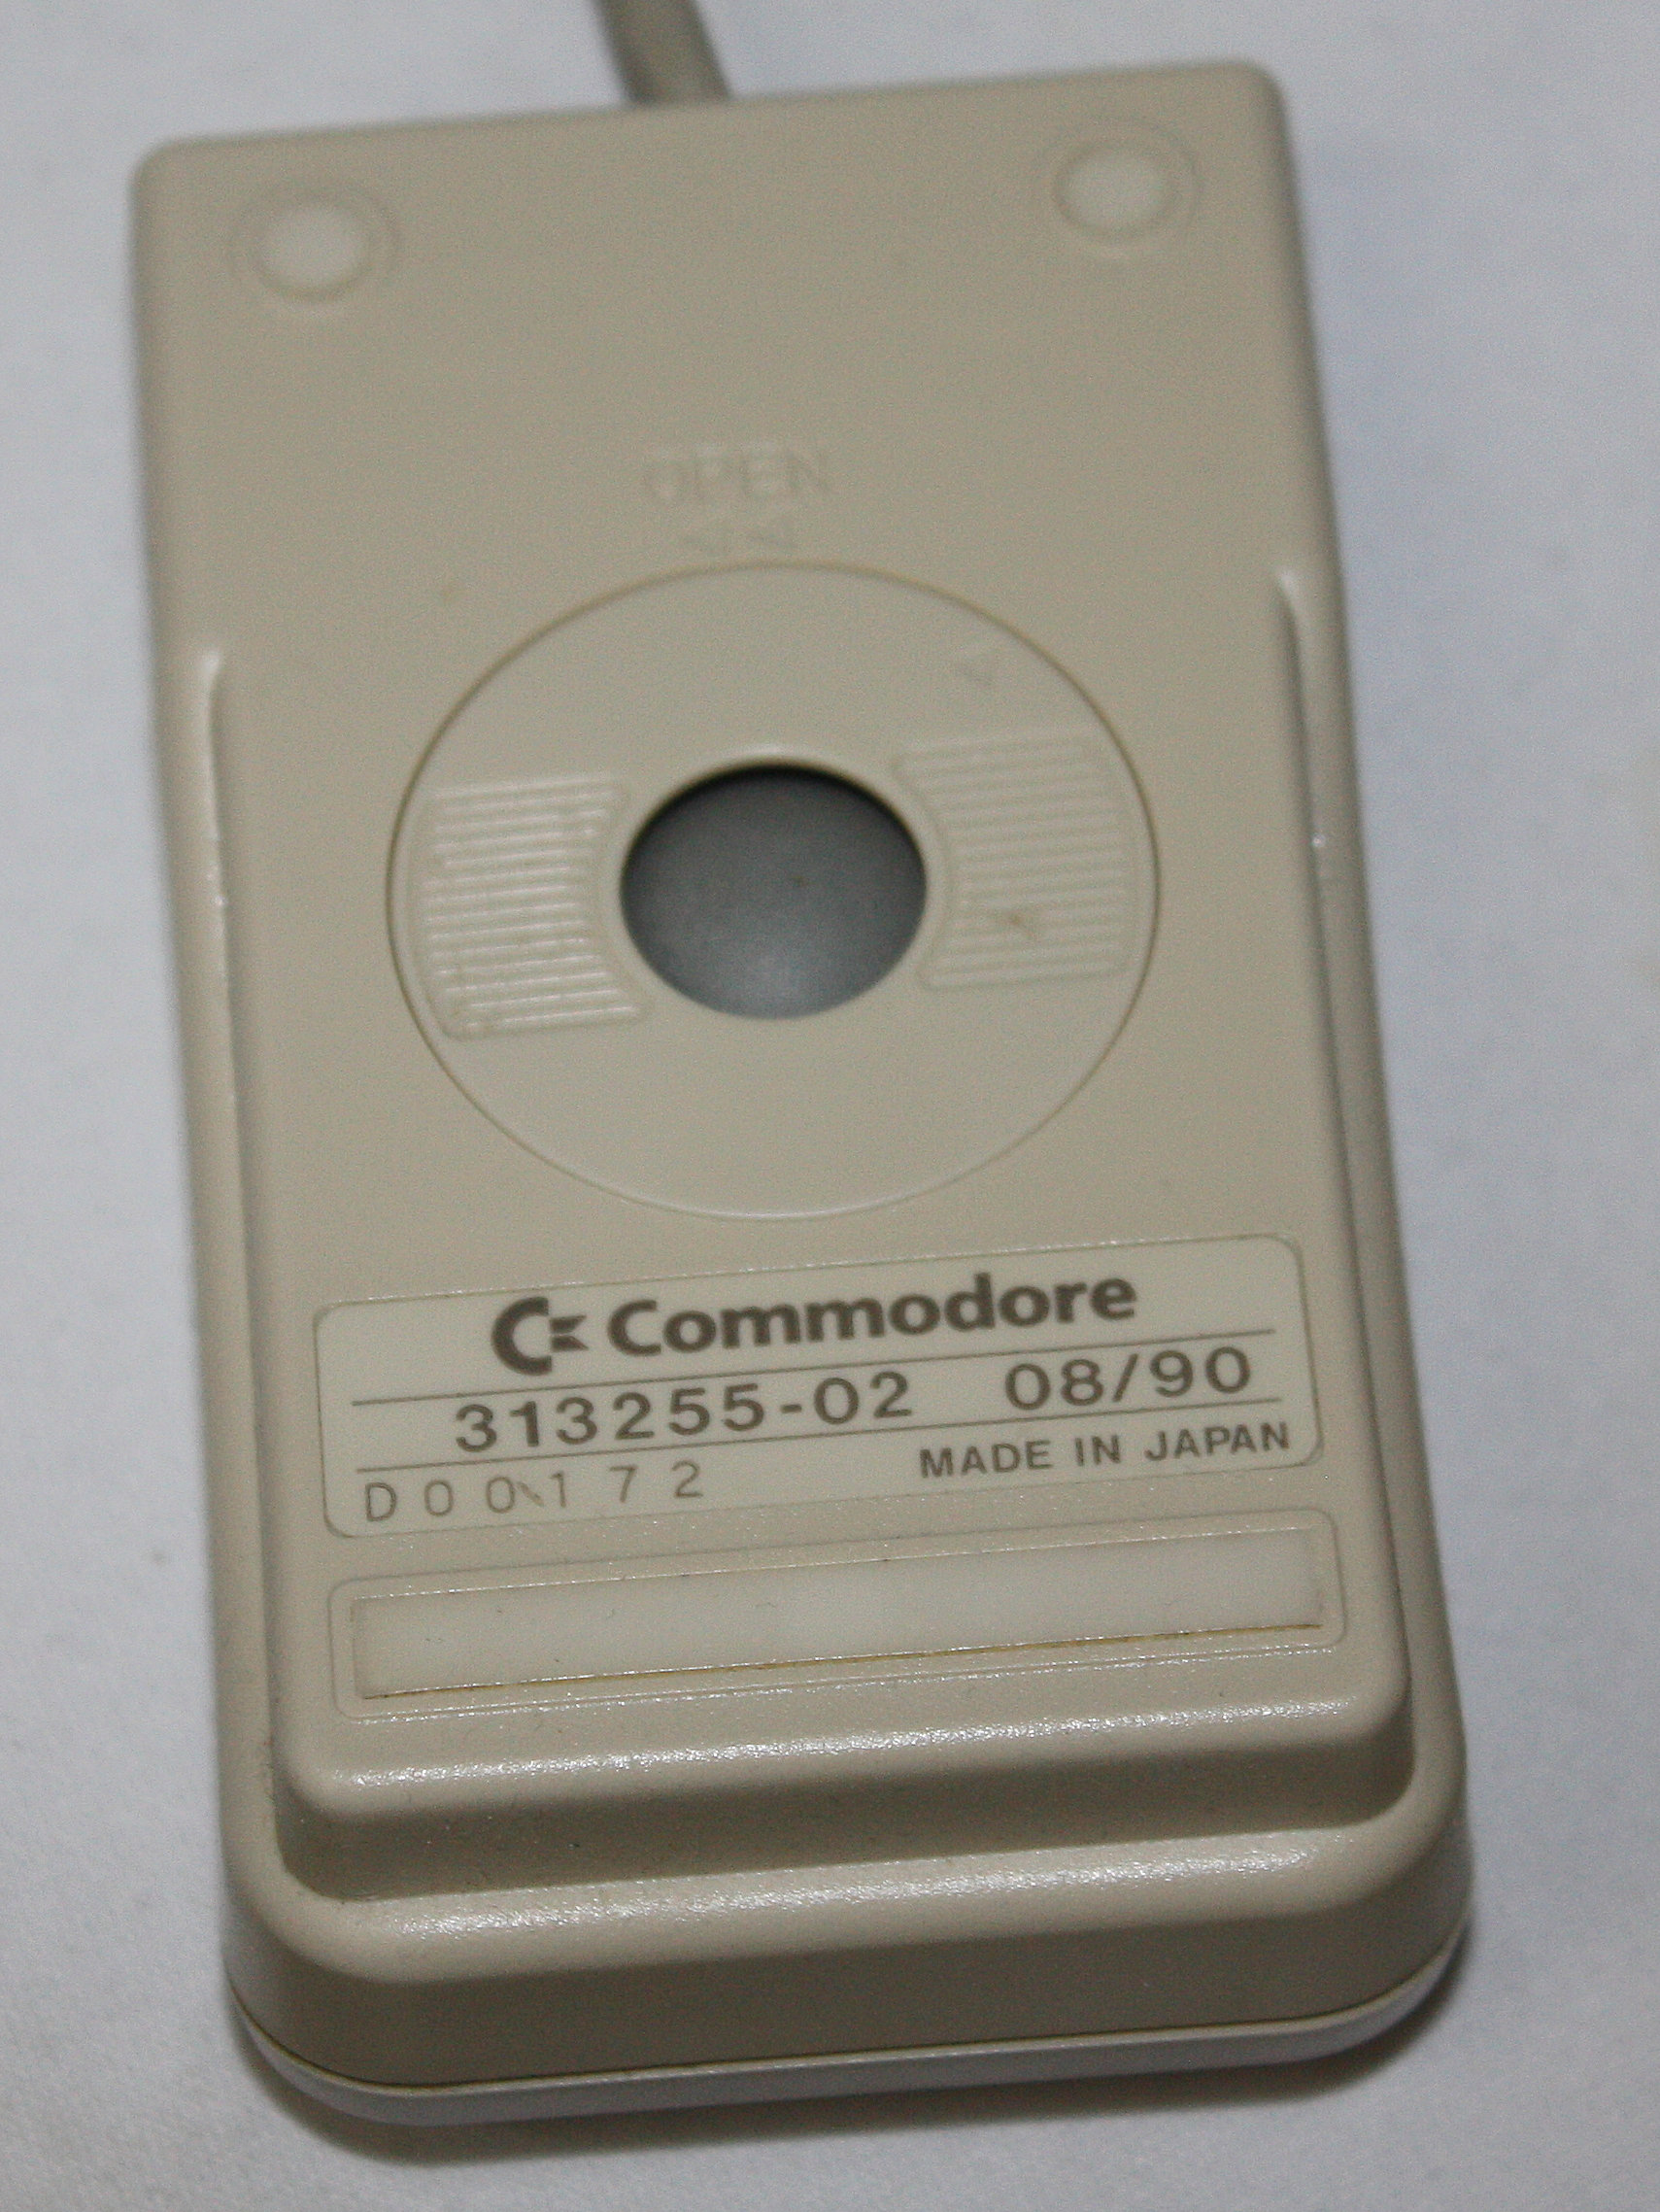 OPEN
Commodore
313255-02 08/90
D00172 MADE IN JAPAN